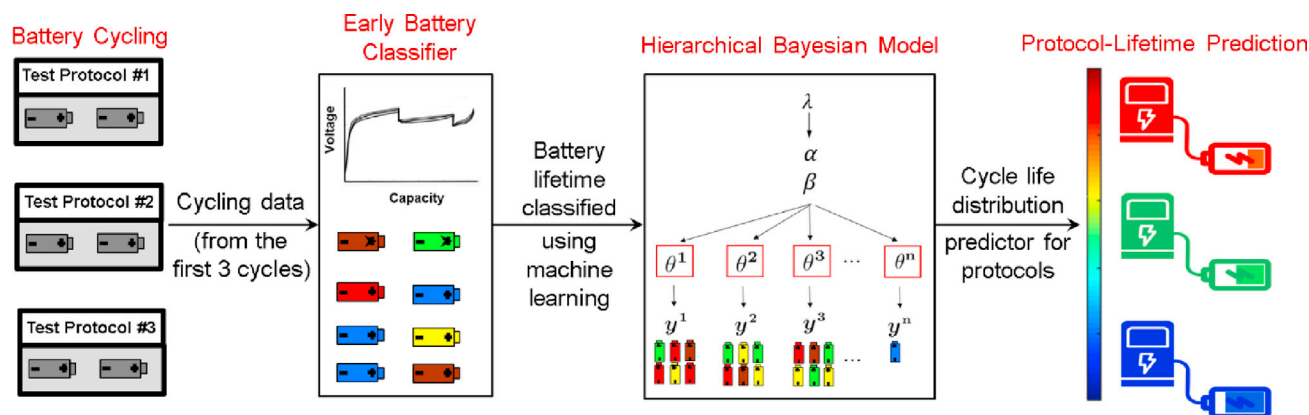 Battery Cycling
Test Protocol #1
Test Protocol #2
Test Protocol #3
Cycling data
(from the
first 3 cycles)
Early Battery
Classifier
Voltage
Capacity
Battery
lifetime
classified
using
machine
learning
Hierarchical Bayesian Model
λ
α
β
θ¹ θ² θ³ ... θⁿ
y¹ y² y³ yⁿ
...
Cycle life
distribution
predictor for
protocols
Protocol-Lifetime Prediction